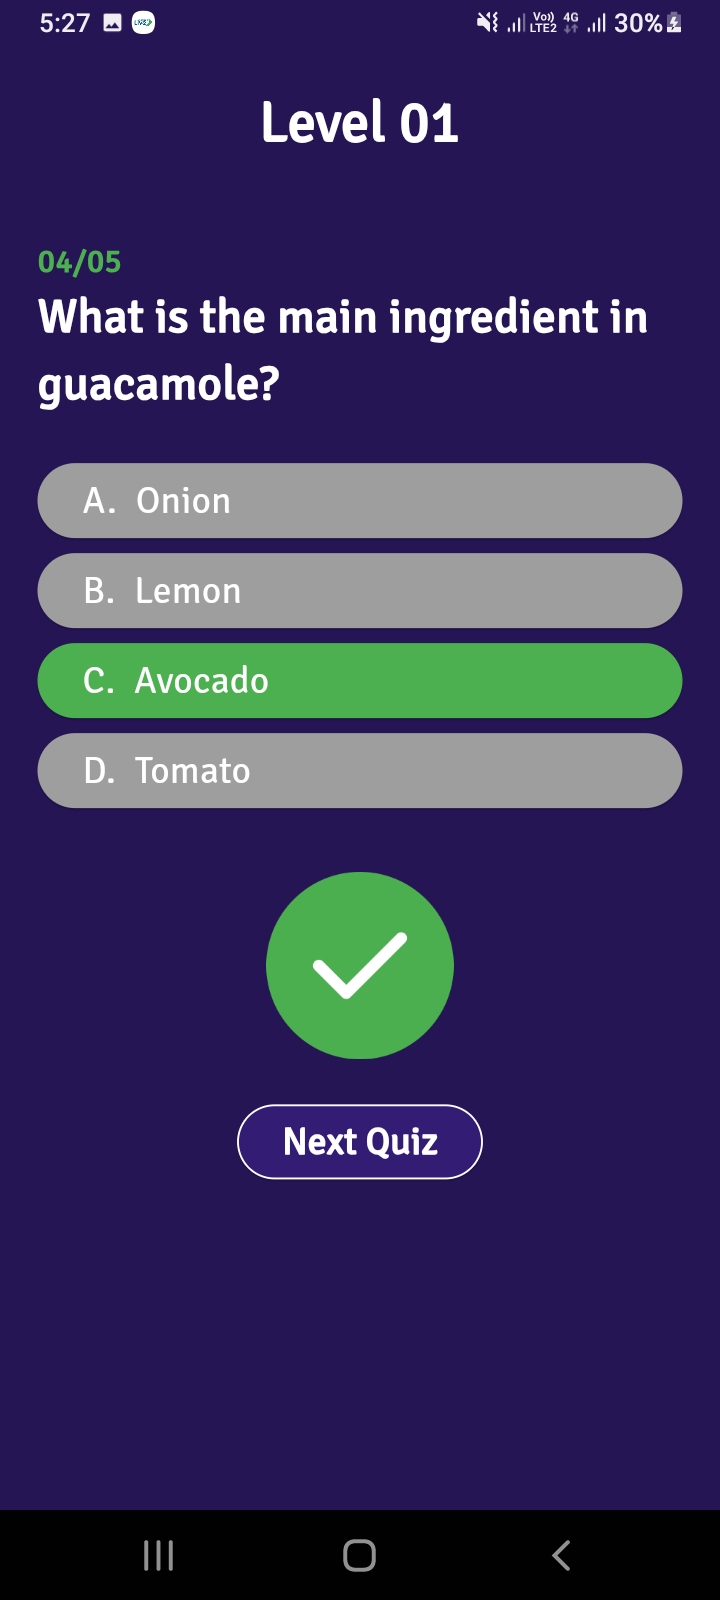 5:27
Vo))
LTE2
4G
30%
Level 01
04/05
What is the main ingredient in
guacamole?
A. Onion
B. Lemon
C. Avocado
D. Tomato
Next Quiz